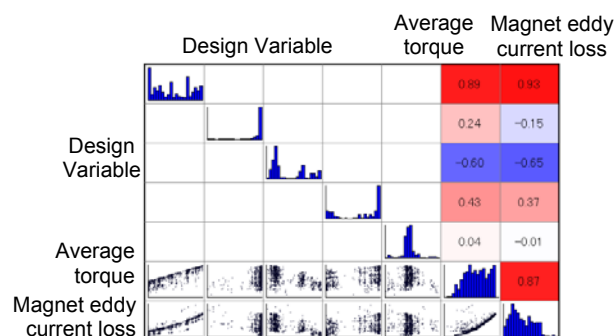 Design Variable
Average
torque
Magnet eddy
current loss
0.89 0.93
0.24 −0.15
Design
Variable
−0.60 −0.65
0.43 0.37
0.04 −0.01
Average
torque
0.87
Magnet eddy
current loss